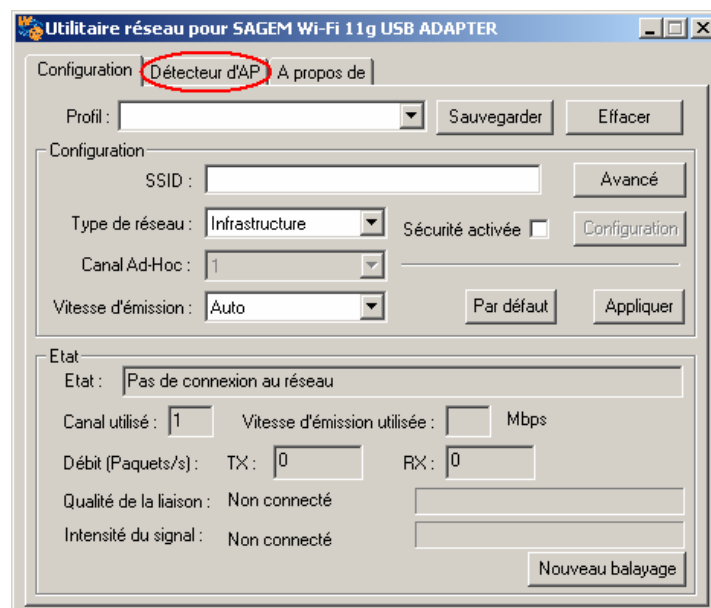 Utilitaire réseau pour SAGEM Wi-Fi 11g USB ADAPTER
Configuration Détecteur d'AP A propos de
Profil : Sauvegarder Effacer
Configuration
SSID : Avancé
Type de réseau : Infrastructure Sécurité activée Configuration
Canal Ad-Hoc : 1
Vitesse d'émission : Auto Par défaut Appliquer
Etat
Etat : Pas de connexion au réseau
Canal utilisé : 1 Vitesse d'émission utilisée : Mbps
Débit (Paquets/s) : TX : 0 RX : 0
Qualité de la liaison : Non connecté
Intensité du signal : Non connecté
Nouveau balayage